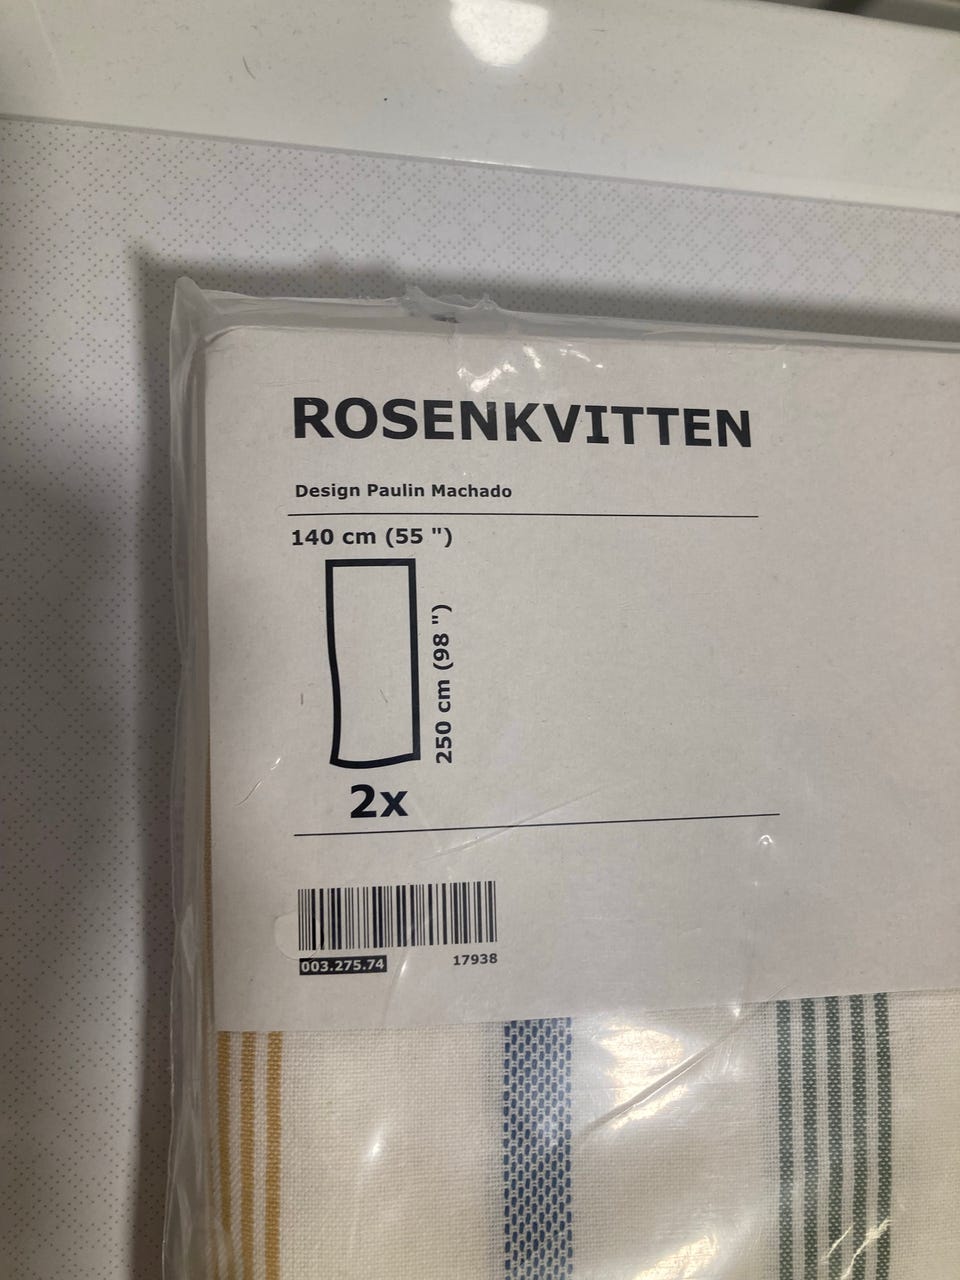 ROSENKVITTEN
Design Paulin Machado
140 cm (55 ")
250 cm (98 ")
2x
003.275.74 17938